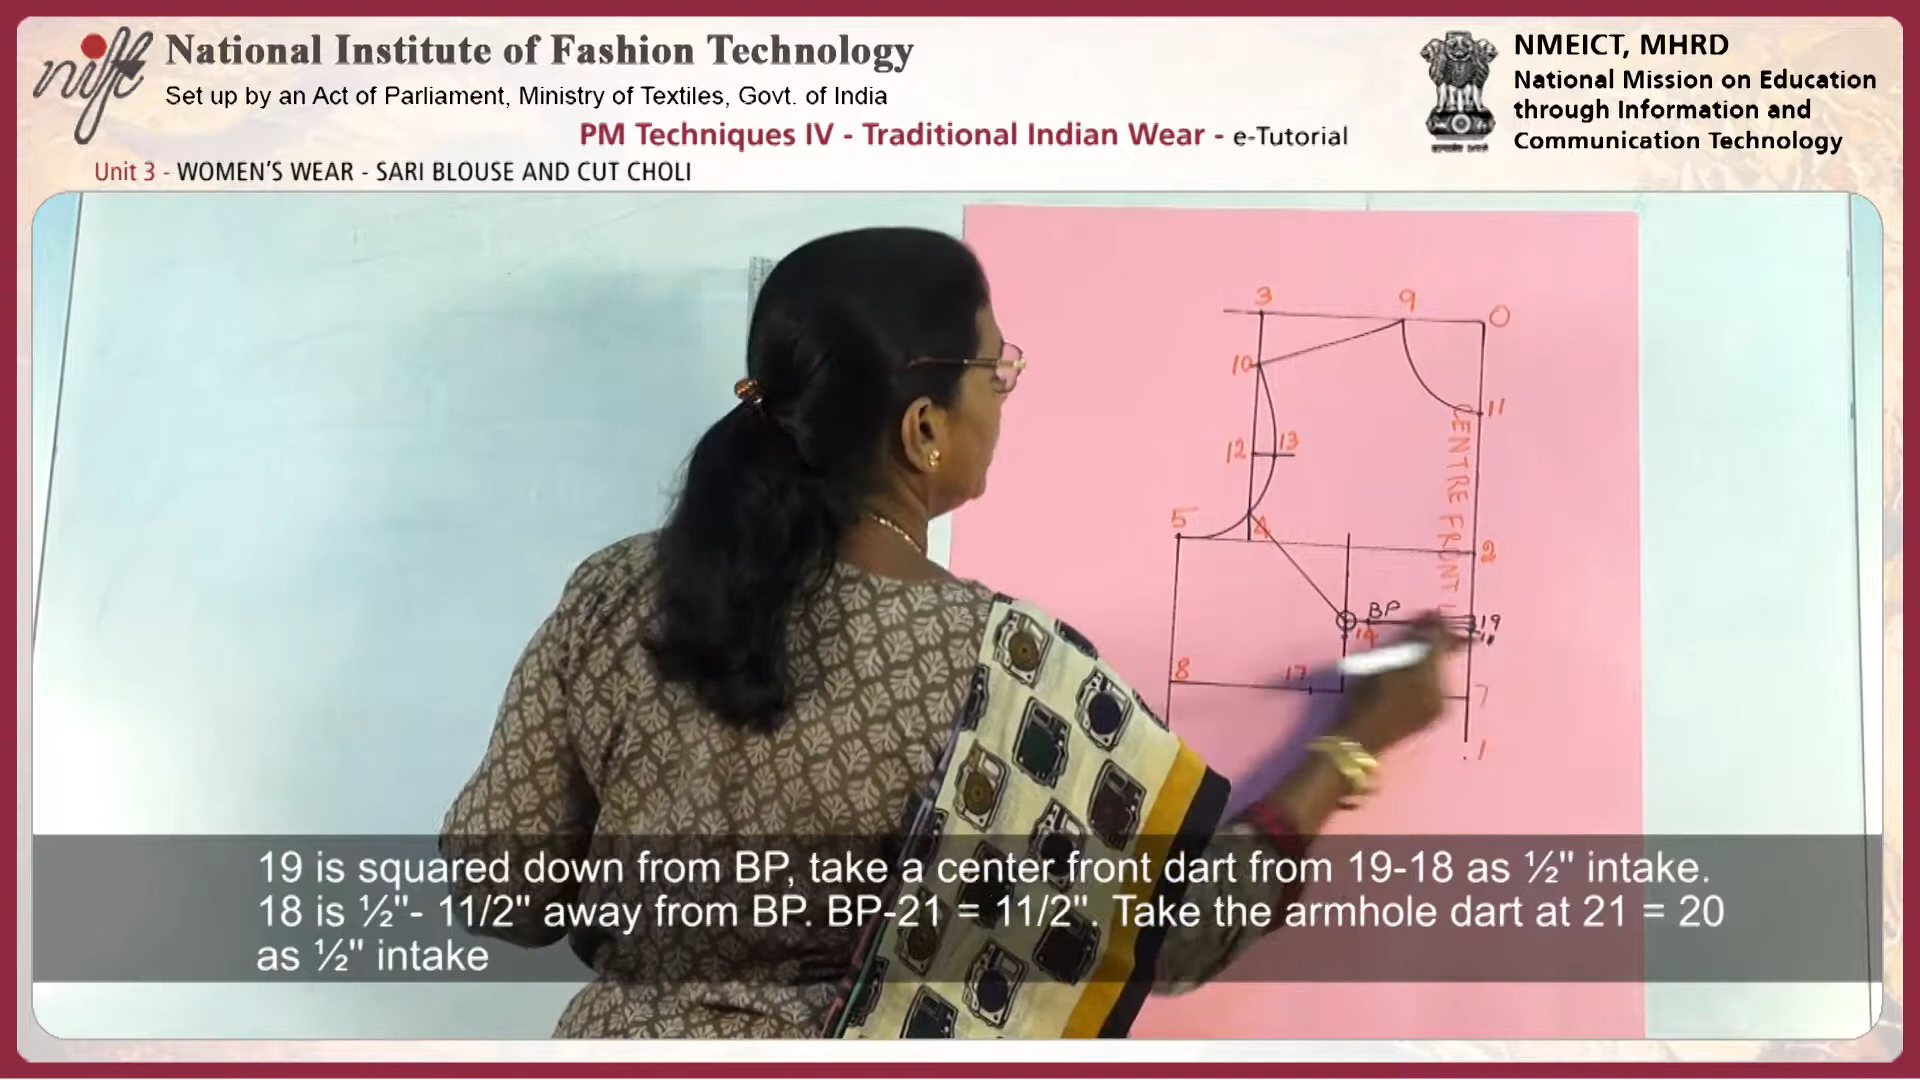 nift
National Institute of Fashion Technology
Set up by an Act of Parliament, Ministry of Textiles, Govt. of India
PM Techniques IV - Traditional Indian Wear - e-Tutorial
Unit 3 - WOMEN'S WEAR - SARI BLOUSE AND CUT CHOLI
NMEICT, MHRD
National Mission on Education
through Information and
Communication Technology
3 9 0
10
11
12 13
CENTRE FRONT
5
4
2
BP
19
14
8 17
7
1
19 is squared down from BP, take a center front dart from 19-18 as ½" intake.
18 is ½"- 11/2" away from BP. BP-21 = 11/2". Take the armhole dart at 21 = 20
as ½" intake